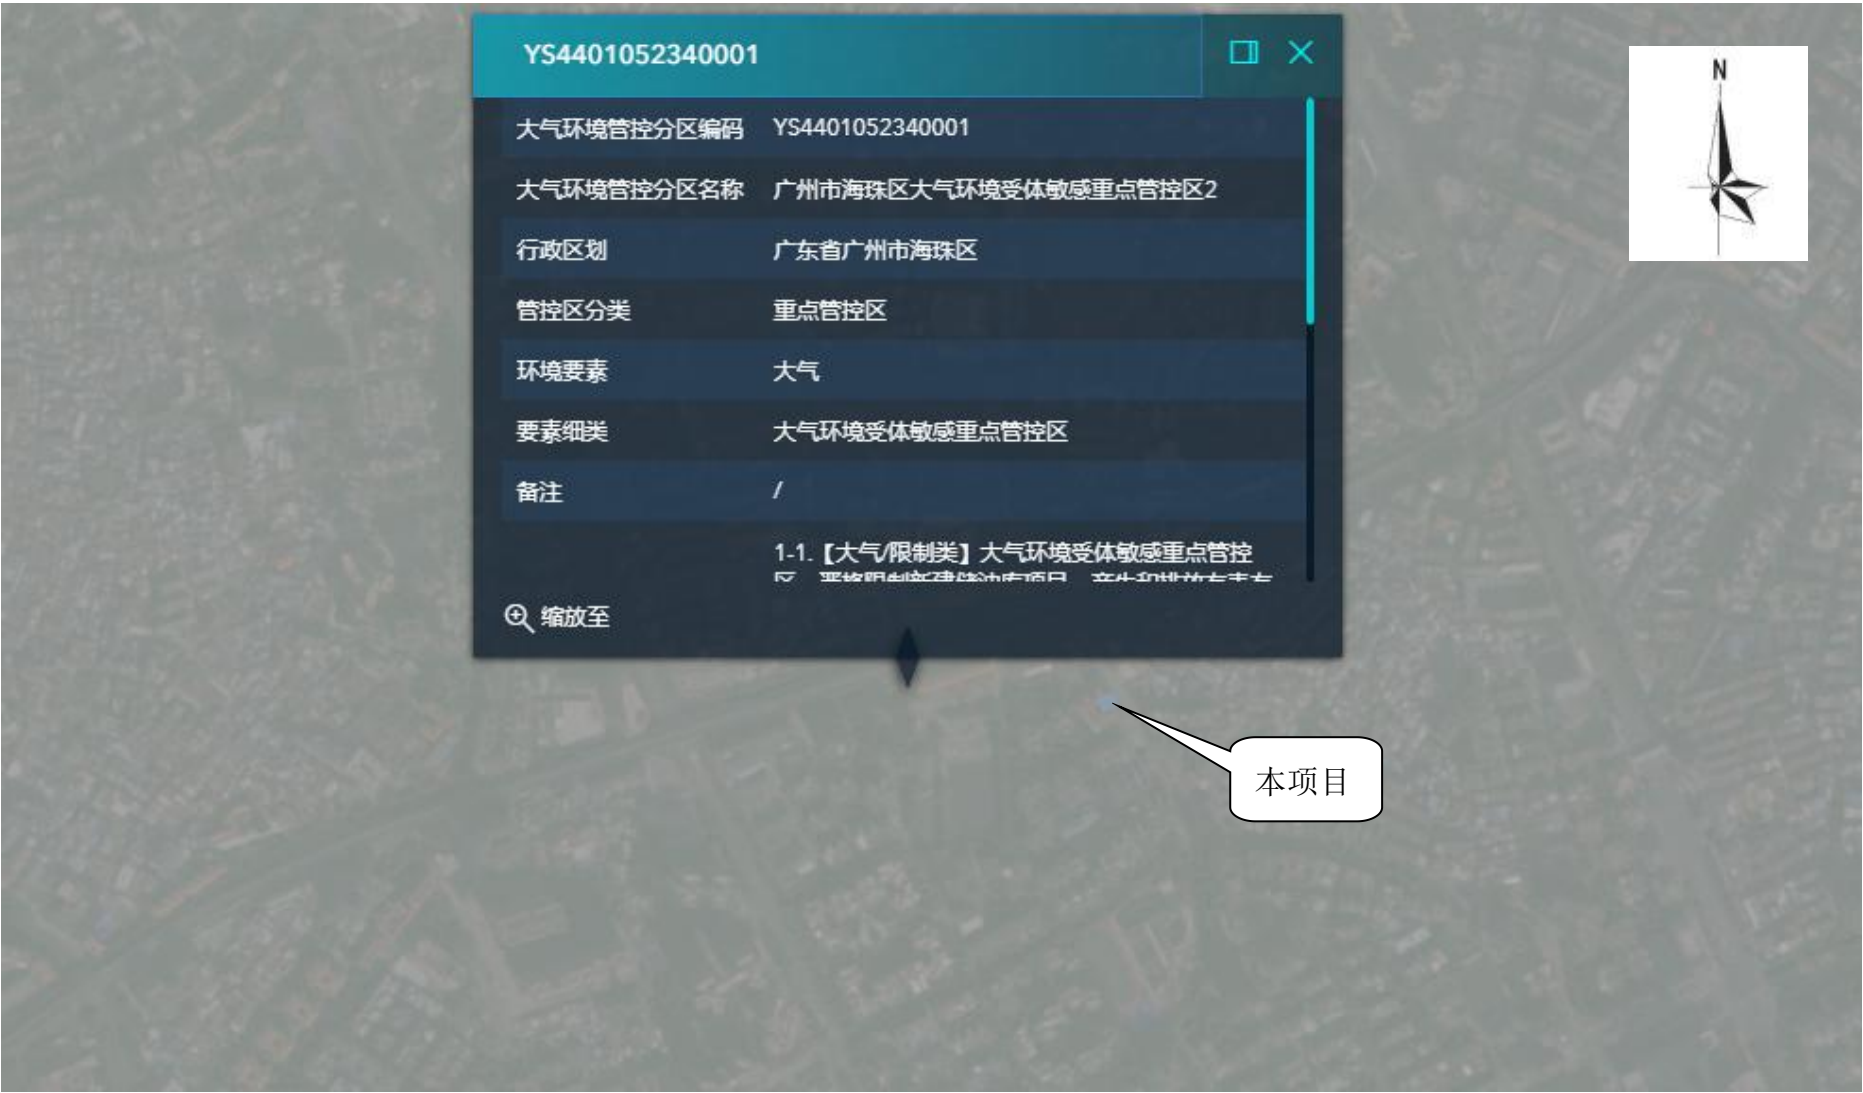 YS4401052340001
N
大气环境管控分区编码 YS4401052340001
大气环境管控分区名称 广州市海珠区大气环境受体敏感重点管控区2
行政区划 广东省广州市海珠区
管控区分类 重点管控区
环境要素 大气
要素细类 大气环境受体敏感重点管控区
备注 /
1-1.【大气/限制类】大气环境受体敏感重点管控
缩放至
本项目